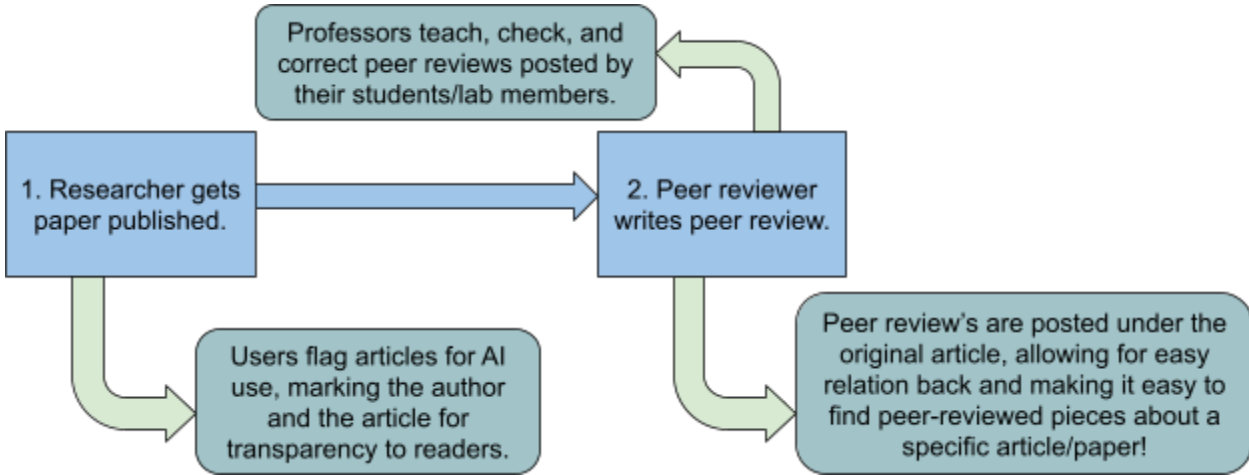 Professors teach, check, and
correct peer reviews posted by
their students/lab members.
1. Researcher gets
paper published.
2. Peer reviewer
writes peer review.
Users flag articles for AI
use, marking the author
and the article for
transparency to readers.
Peer review's are posted under the
original article, allowing for easy
relation back and making it easy to
find peer-reviewed pieces about a
specific article/paper!